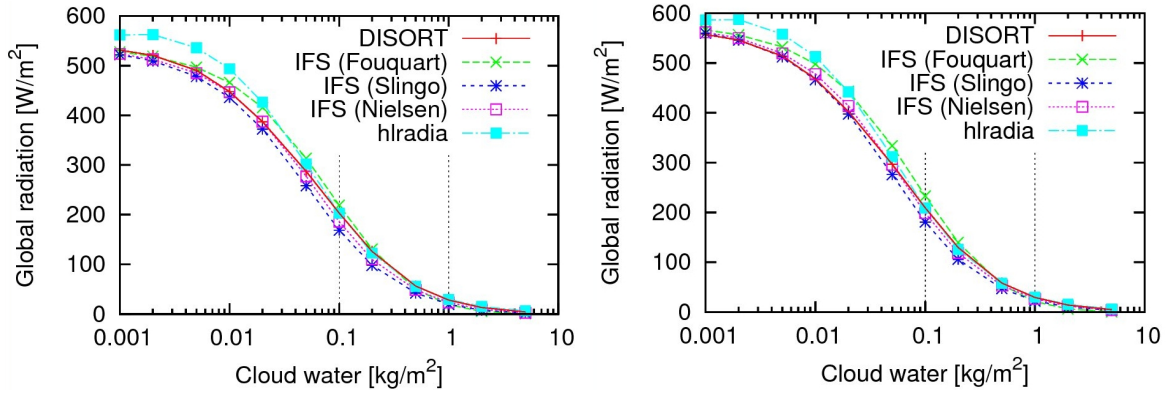 600
500
400
300
200
100
0
Global radiation [W/m²]
DISORT
IFS (Fouquart)
IFS (Slingo)
IFS (Nielsen)
hlradia
0.001 0.01 0.1 1 10
Cloud water [kg/m²]
600
500
400
300
200
100
0
Global radiation [W/m²]
DISORT
IFS (Fouquart)
IFS (Slingo)
IFS (Nielsen)
hlradia
0.001 0.01 0.1 1 10
Cloud water [kg/m²]